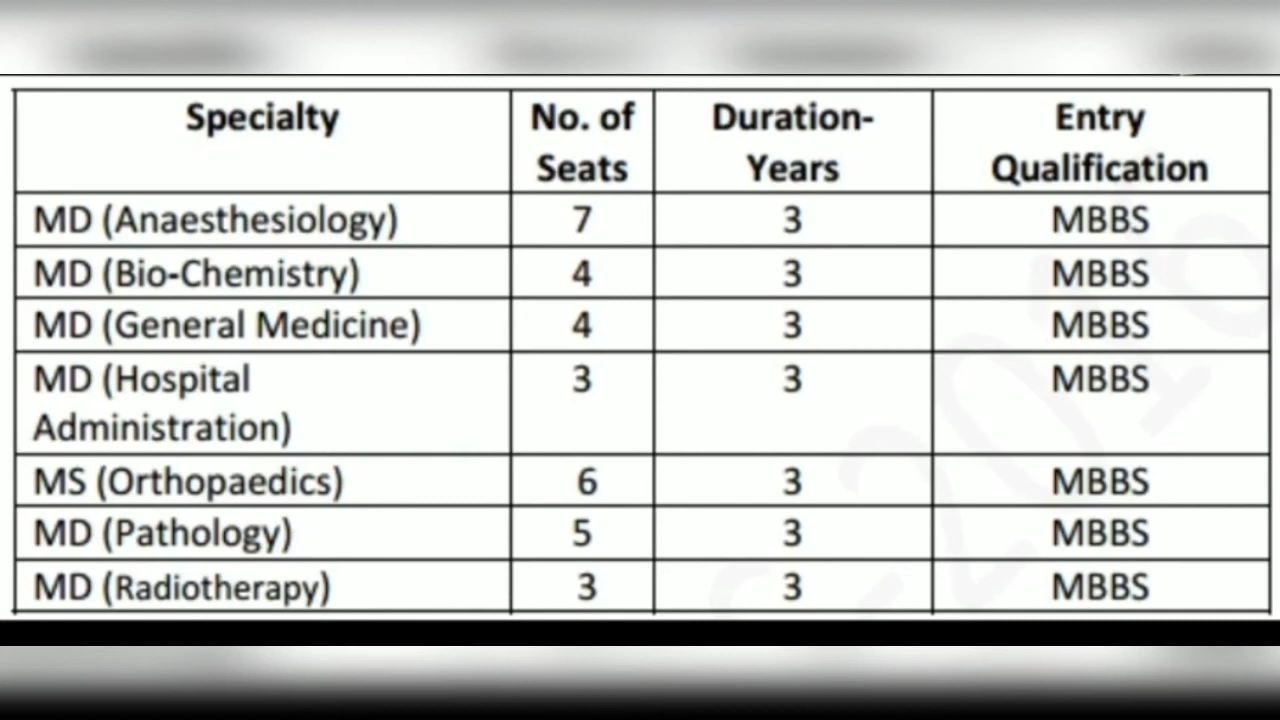 Specialty No. of Seats Duration-Years Entry Qualification
MD (Anaesthesiology) 7 3 MBBS
MD (Bio-Chemistry) 4 3 MBBS
MD (General Medicine) 4 3 MBBS
MD (Hospital Administration) 3 3 MBBS
MS (Orthopaedics) 6 3 MBBS
MD (Pathology) 5 3 MBBS
MD (Radiotherapy) 3 3 MBBS